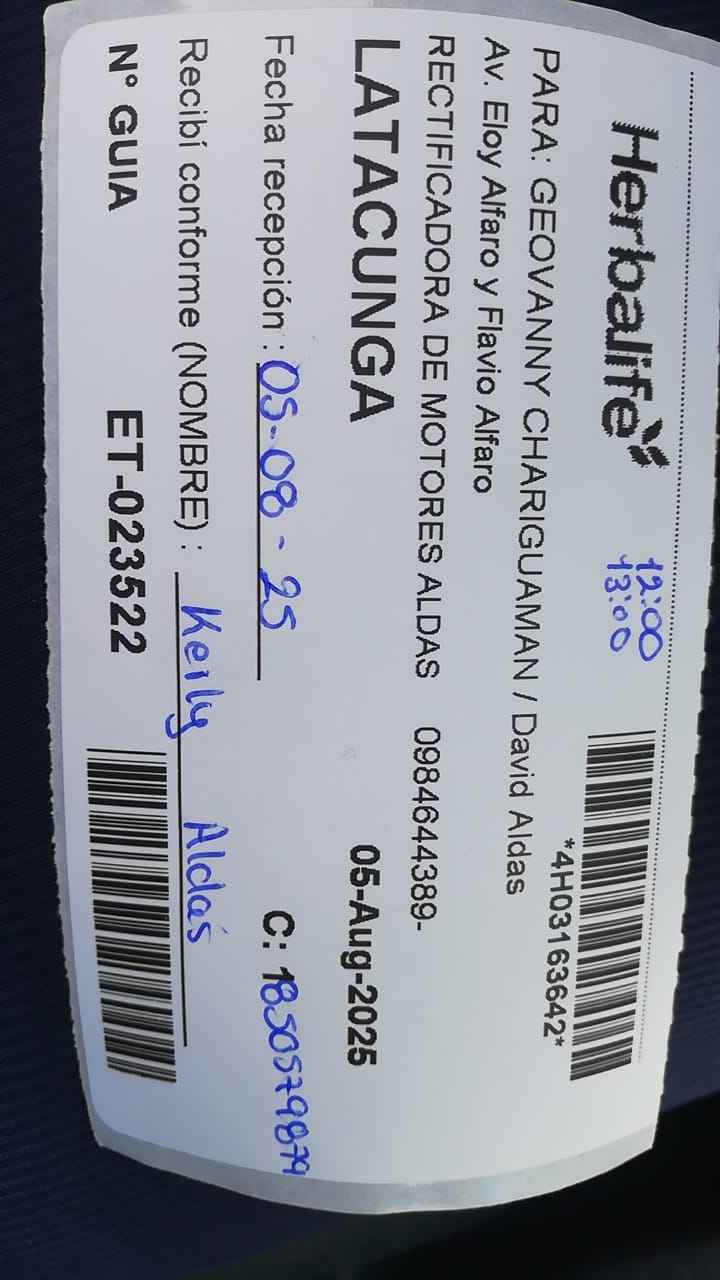 Herbalife
12:00
13:00
*4H03163642*
PARA: GEOVANNY CHARIGUAMAN / David Aldas
Av. Eloy Alfaro y Flavio Alfaro
RECTIFICADORA DE MOTORES ALDAS 0984644389-
LATACUNGA 05-Aug-2025
Fecha recepción : 05-08-25 C: 1850579879
Recibí conforme (NOMBRE) : Keily Aldás
N° GUIA ET-023522